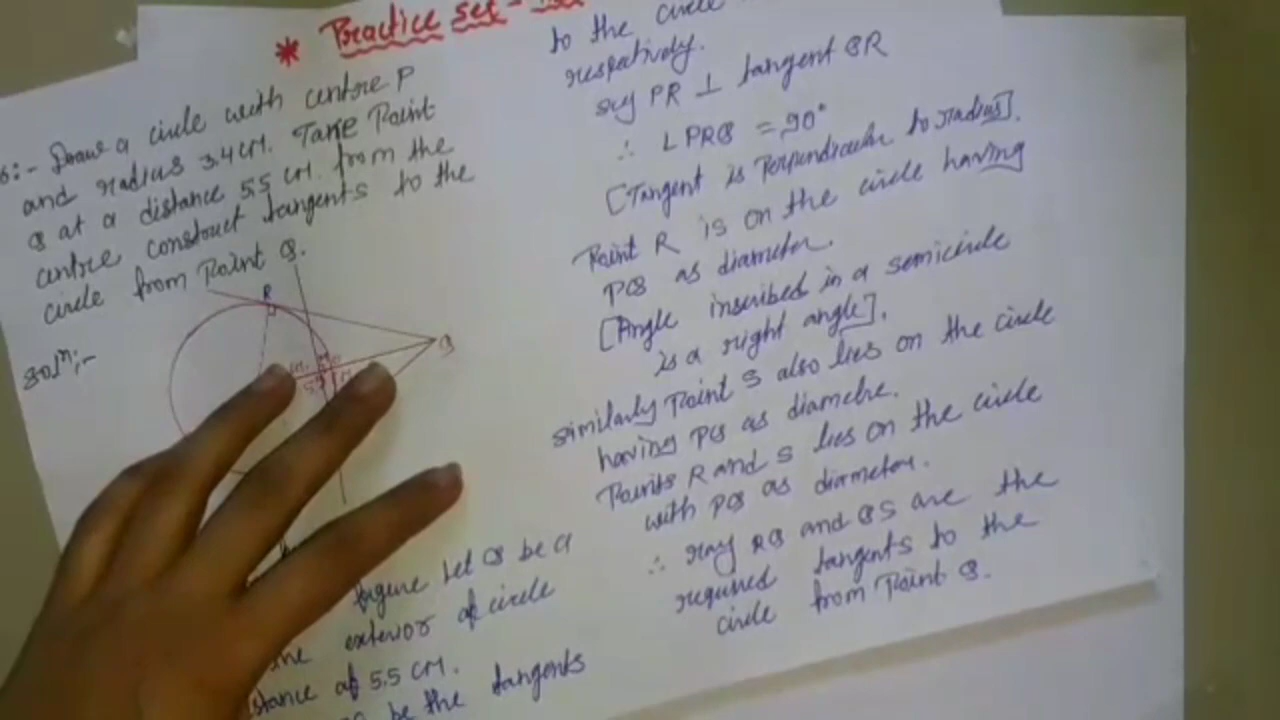 * Practice set -
6:- Draw a circle with centre P
and radius 3.4 cm. Take Point
Q at a distance 5.5 cm. from the
centre construct tangents to the
circle from Point Q.
Solⁿ:-
R
Q
M
figure let Q be a
the exterior of circle
distance of 5.5 cm.
be the tangents
to the circle
respectively.
seg PR ⊥ tangent QR
∴ ∠PRQ = 90°
[Tangent is Perpendicular to radius].
Point R is on the circle having
PQ as diameter.
[Angle inscribed in a semicircle
is a right angle].
similarly Point S also lies on the circle
having PQ as diametre.
Points R and S lies on the circle
with PQ as diameter.
∴ ray RQ and QS are the
required tangents to the
circle from Point Q.